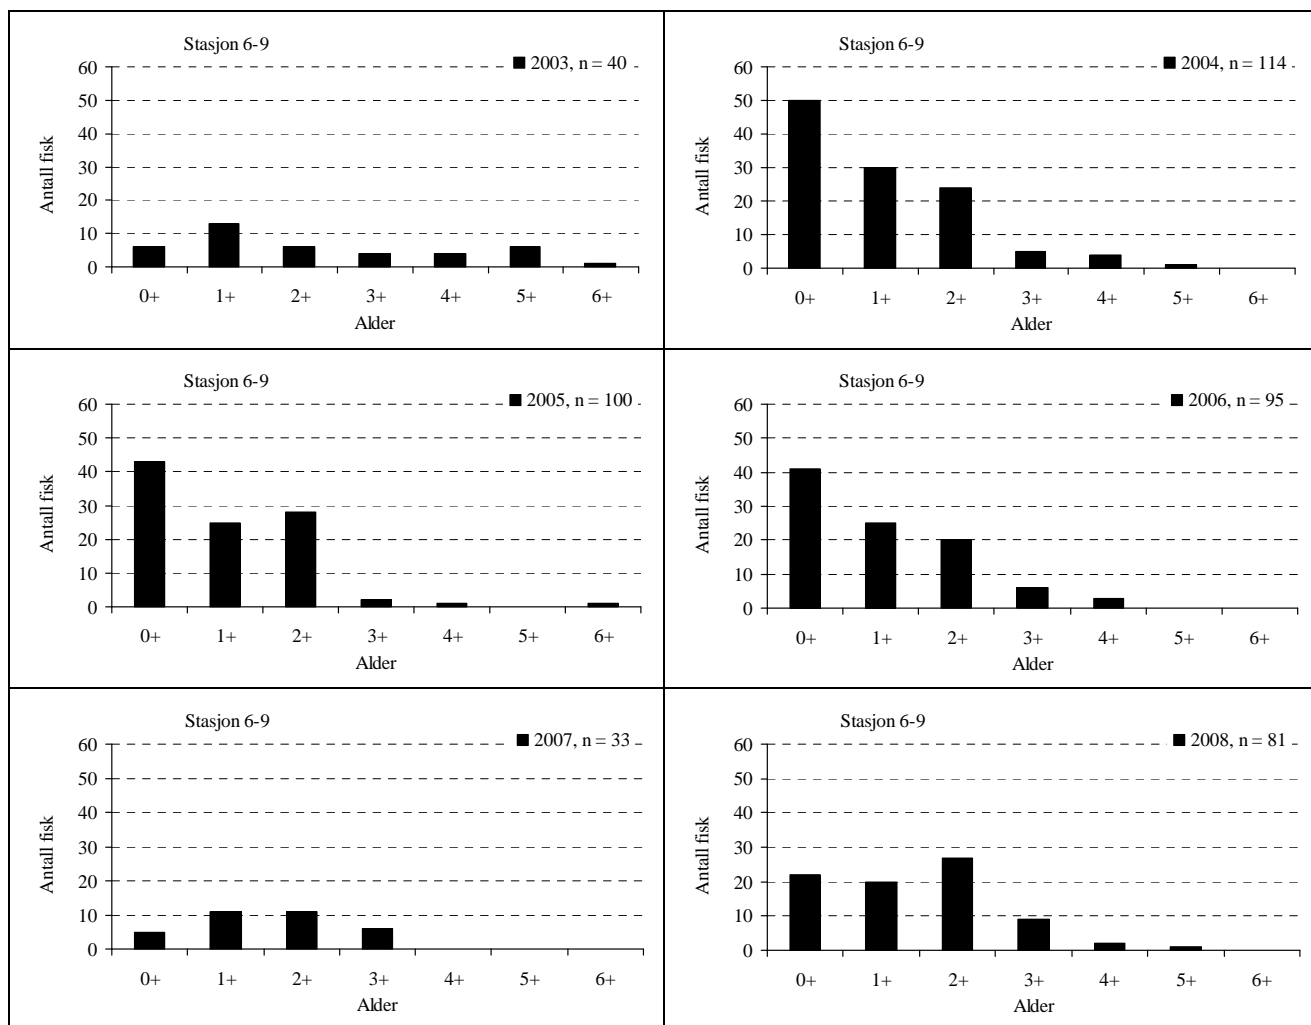 Stasjon 6-9
2003, n = 40
60
50
40
30
20
10
0
Antall fisk
0+ 1+ 2+ 3+ 4+ 5+ 6+
Alder
Stasjon 6-9
2004, n = 114
60
50
40
30
20
10
0
Antall fisk
0+ 1+ 2+ 3+ 4+ 5+ 6+
Alder
Stasjon 6-9
2005, n = 100
60
50
40
30
20
10
0
Antall fisk
0+ 1+ 2+ 3+ 4+ 5+ 6+
Alder
Stasjon 6-9
2006, n = 95
60
50
40
30
20
10
0
Antall fisk
0+ 1+ 2+ 3+ 4+ 5+ 6+
Alder
Stasjon 6-9
2007, n = 33
60
50
40
30
20
10
0
Antall fisk
0+ 1+ 2+ 3+ 4+ 5+ 6+
Alder
Stasjon 6-9
2008, n = 81
60
50
40
30
20
10
0
Antall fisk
0+ 1+ 2+ 3+ 4+ 5+ 6+
Alder